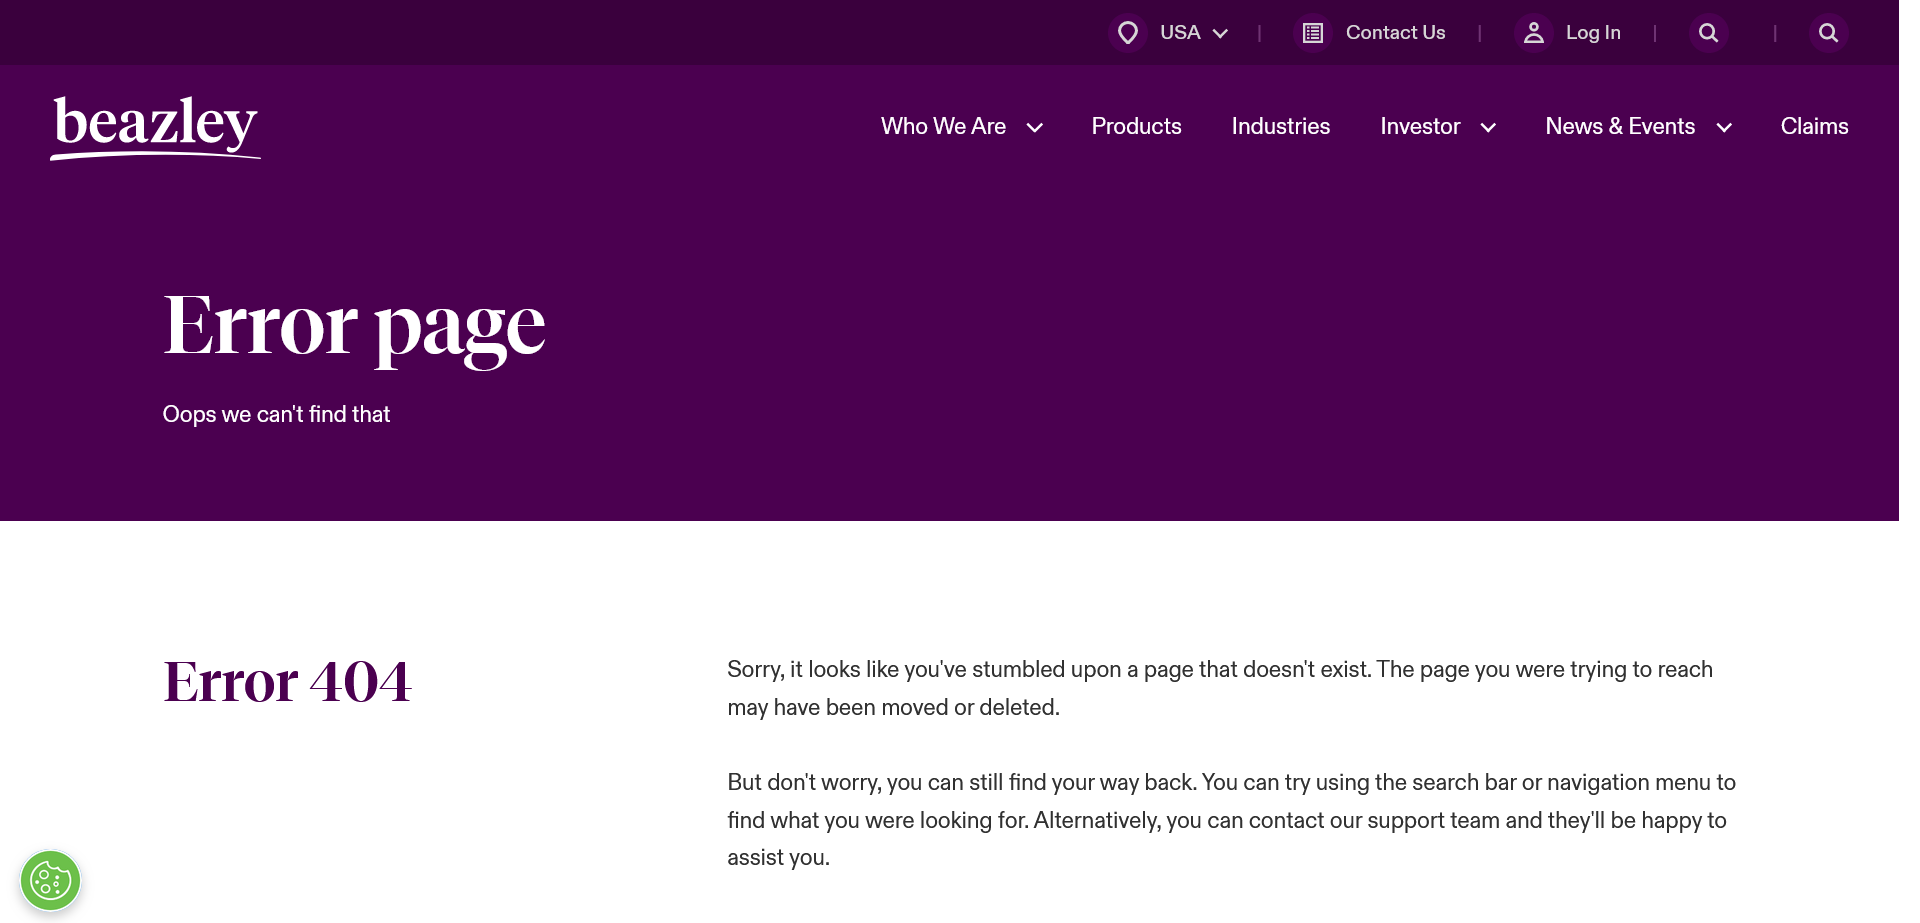 USA | Contact Us | Log In | |
beazley
Who We Are Products Industries Investor News & Events Claims
Error page
Oops we can't find that
Error 404
Sorry, it looks like you've stumbled upon a page that doesn't exist. The page you were trying to reach
may have been moved or deleted.
But don't worry, you can still find your way back. You can try using the search bar or navigation menu to
find what you were looking for. Alternatively, you can contact our support team and they'll be happy to
assist you.